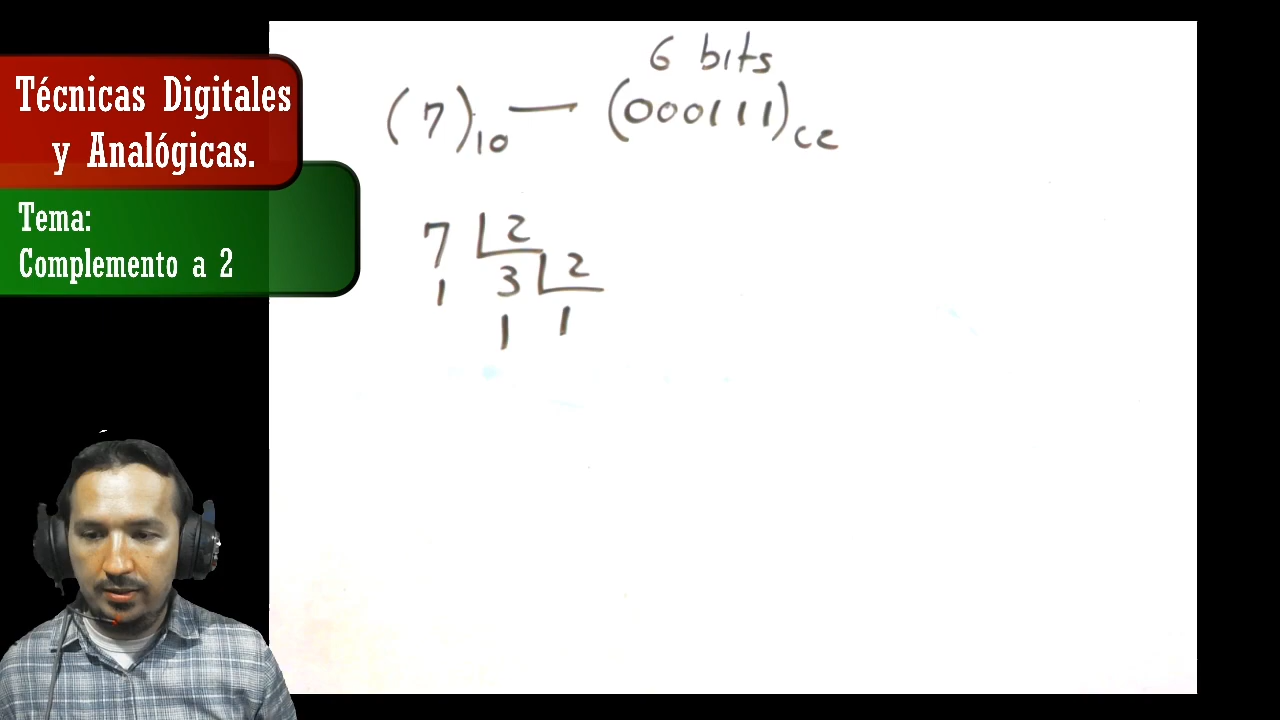 Técnicas Digitales
y Analógicas.
Tema:
Complemento a 2
6 bits
(7)10 — (000111)C2
7 2
1 3 2
1 1